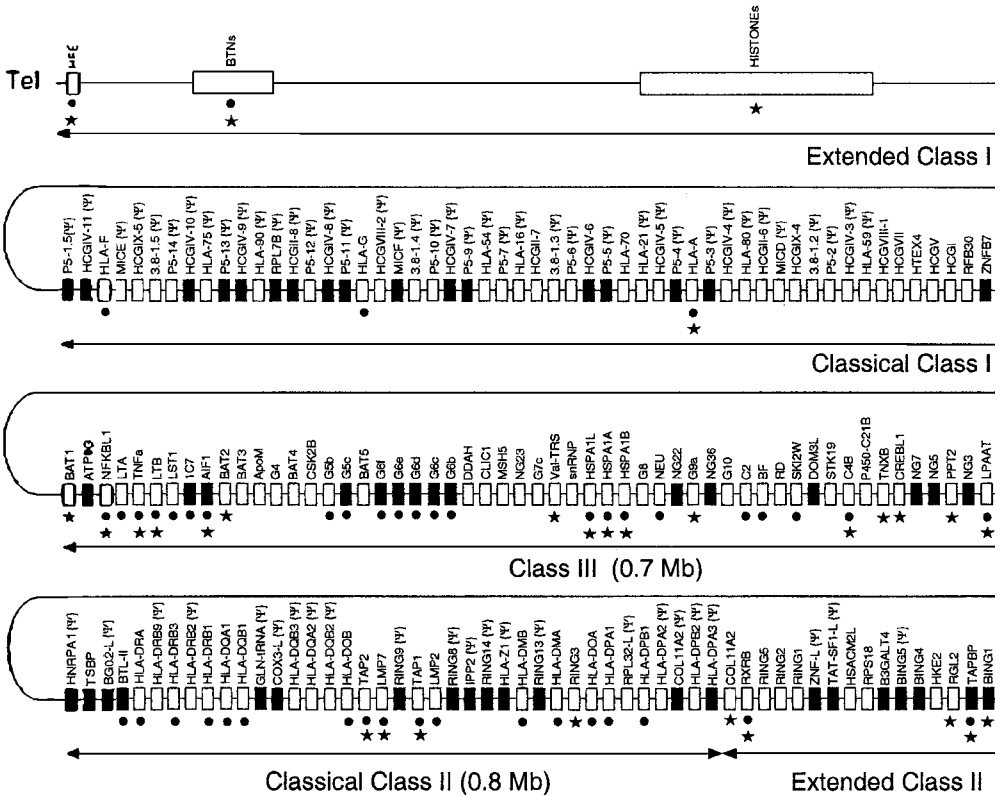 HFE
BTNs
HISTONEs
Tel
Extended Class I
P5-1.5{Ψ}
HCGIV-11 {Ψ}
HLA-F
MICE {Ψ}
HCGIX-5 {Ψ}
3.8-1.5 {Ψ}
P5-14 {Ψ}
HCGIV-10 {Ψ}
HLA-75 {Ψ}
P5-13 {Ψ}
HCGIV-9 {Ψ}
HLA-90 {Ψ}
RPL7B {Ψ}
HCGII-8 {Ψ}
P5-12 {Ψ}
HCGIV-8 {Ψ}
P5-11 {Ψ}
HLA-G
HCGVIII-2 {Ψ}
MICF {Ψ}
3.8-1.4 {Ψ}
P5-10 {Ψ}
HCGIV-7 {Ψ}
P5-9 {Ψ}
HLA-54 {Ψ}
P5-7 {Ψ}
HLA-16 {Ψ}
HCGII-7
3.8-1.3 {Ψ}
P5-6 {Ψ}
HCGIV-6
P5-5 {Ψ}
HLA-70
HLA-21 {Ψ}
HCGIV-5 {Ψ}
P5-4 {Ψ}
HLA-A
P5-3 {Ψ}
HCGIV-4 {Ψ}
HLA-80 {Ψ}
HCGII-6 {Ψ}
MICD {Ψ}
HCGIX-4
3.8-1.2 {Ψ}
P5-2 {Ψ}
HCGIV-3 {Ψ}
HLA-59 {Ψ}
HCGVIII-1
HCGVII
HTEX4
HCGV
HCGI
RFB30
ZNFB7
Classical Class I
BAT1
NFKBL1
LTA
TNFa
LTB
LST1
1C7
AIF1
BAT2
BAT3
ApoM
G4
BAT4
CSK2B
G5b
G5c
BAT5
G6f
G6e
G6d
G6c
G6b
DDAH
CLIC1
MSH5
NG23
G7c
Val-TRS
snRNP
HSPA1L
HSPA1A
HSPA1B
G8
NEU
NG22
G9a
NG36
G10
C2
BF
RD
SKI2W
DOM3L
STK19
C4B
P450-C21B
TNXB
CREBL1
NG7
NG5
PPT2
NG3
LPAAT
Class III (0.7 Mb)
HNRPA1 {Ψ}
TSBP
BG02-L {Ψ}
BTL-II
HLA-DRA
HLA-DRB9 {Ψ}
HLA-DRB3
HLA-DRB2 {Ψ}
HLA-DRB1
HLA-DQA1
HLA-DQB1
GLN-tRNA {Ψ}
COX3-L {Ψ}
HLA-DQB3 {Ψ}
HLA-DQA2 {Ψ}
HLA-DQB2 {Ψ}
HLA-DOB
TAP2
LMP7
RING9 {Ψ}
TAP1
LMP2
RING8 {Ψ}
IPP2 {Ψ}
RING14 {Ψ}
HLA-Z1 {Ψ}
HLA-DMB
RING13 {Ψ}
HLA-DMA
RING3
HLA-DOA
HLA-DPA1
RPL32-L {Ψ}
HLA-DPB1
HLA-DPA2 {Ψ}
COL11A2 {Ψ}
HLA-DPB2 {Ψ}
HLA-DPA3 {Ψ}
COL11A2
RXRB
RING6
RING2
RING1
ZNF-L {Ψ}
TAT-SF1-L {Ψ}
HSACM2L
RPS18
B3GALT4
BING5 {Ψ}
BING4
HKE2
RGL2
TAPBP
BING1
Classical Class II (0.8 Mb)
Extended Class II